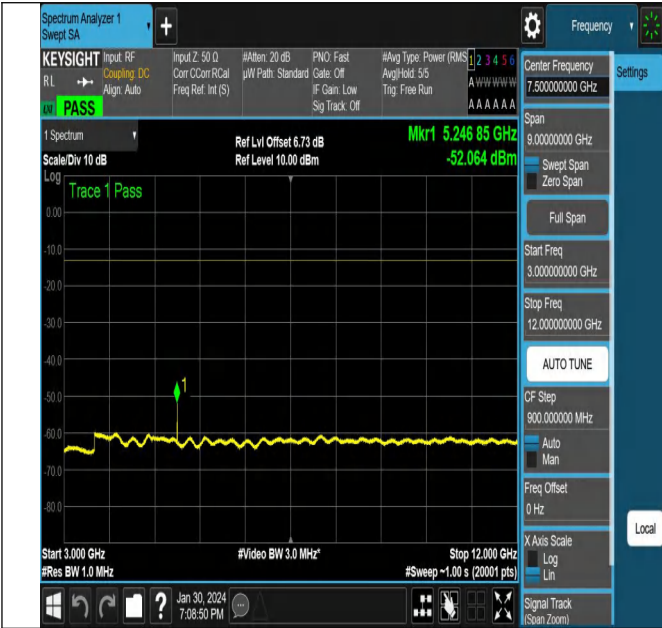 Spectrum Analyzer 1
Swept SA
Frequency
KEYSIGHT
RL
LXI
PASS
Input: RF
Coupling: DC
Align: Auto
Input Z: 50 Ω
Corr CCorr RCal
Freq Ref: Int (S)
#Atten: 20 dB
µW Path: Standard
PNO: Fast
Gate: Off
IF Gain: Low
Sig Track: Off
#Avg Type: Power (RMS
Avg|Hold: 5/5
Trig: Free Run
1 2 3 4 5 6
A W W W W W
A A A A A A
1 Spectrum
Scale/Div 10 dB
Ref Lvl Offset 6.73 dB
Ref Level 10.00 dBm
Mkr1 5.246 85 GHz
-52.064 dBm
Log
Trace 1 Pass
0.00
-10.0
-20.0
-30.0
-40.0
-50.0
-60.0
-70.0
-80.0
1
Start 3.000 GHz
#Res BW 1.0 MHz
#Video BW 3.0 MHz*
Stop 12.000 GHz
#Sweep ~1.00 s (20001 pts)
Jan 30, 2024
7:08:50 PM
Center Frequency
7.500000000 GHz
Settings
Span
9.00000000 GHz
Swept Span
Zero Span
Full Span
Start Freq
3.000000000 GHz
Stop Freq
12.000000000 GHz
AUTO TUNE
CF Step
900.000000 MHz
Auto
Man
Freq Offset
0 Hz
X Axis Scale
Log
Lin
Local
Signal Track
(Span Zoom)